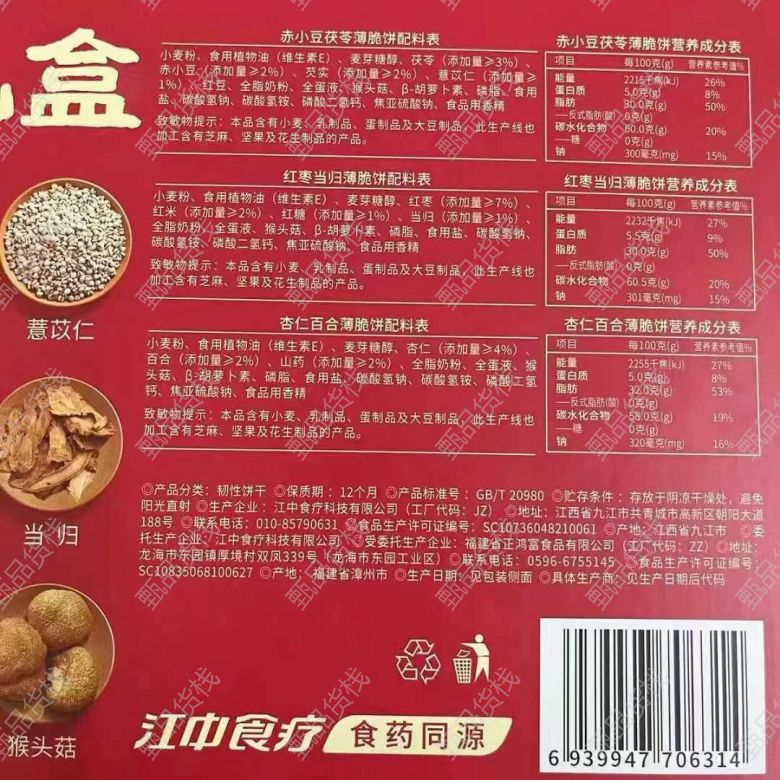 盒
赤小豆茯苓薄脆饼配料表
小麦粉、食用植物油（维生素E）、麦芽糖醇、茯苓（添加量≥3%）、
赤小豆（添加量≥2%）、芡实（添加量≥2%）、薏苡仁（添加量≥
1%）、红豆、全脂奶粉、全蛋液、猴头菇、β-胡萝卜素、磷脂、食用
盐、碳酸氢钠、碳酸氢铵、磷酸二氢钙、焦亚硫酸钠、食品用香精
致敏物提示：本品含有小麦、乳制品、蛋制品及大豆制品，此生产线也
加工含有芝麻、坚果及花生制品的产品。
赤小豆茯苓薄脆饼营养成分表
项目 每100克(g) 营养素参考值%
能量 2215千焦(kJ) 26%
蛋白质 5.0克(g) 8%
脂肪 30.0克(g) 50%
——反式脂肪(酸) 0克(g)
碳水化合物 60.0克(g) 20%
——糖 0克(g)
钠 300毫克(mg) 15%
红枣当归薄脆饼配料表
小麦粉、食用植物油（维生素E）、麦芽糖醇、红枣（添加量≥7%）、
红米（添加量≥2%）、红糖（添加量≥1%）、当归（添加量≥1%）、
全脂奶粉、全蛋液、猴头菇、β-胡萝卜素、磷脂、食用盐、碳酸氢钠、
碳酸氢铵、磷酸二氢钙、焦亚硫酸钠、食品用香精
致敏物提示：本品含有小麦、乳制品、蛋制品及大豆制品，此生产线也
加工含有芝麻、坚果及花生制品的产品。
红枣当归薄脆饼营养成分表
项目 每100克(g) 营养素参考值%
能量 2232千焦(kJ) 27%
蛋白质 5.5克(g) 9%
脂肪 30.0克(g) 50%
——反式脂肪(酸) 0克(g)
碳水化合物 60.5克(g) 20%
钠 301毫克(mg) 15%
薏苡仁
杏仁百合薄脆饼配料表
小麦粉、食用植物油（维生素E）、麦芽糖醇、杏仁（添加量≥4%）、
百合（添加量≥2%）、山药（添加量≥2%）、全脂奶粉、全蛋液、猴
头菇、β-胡萝卜素、磷脂、食用盐、碳酸氢钠、碳酸氢铵、磷酸二氢
钙、焦亚硫酸钠、食品用香精
致敏物提示：本品含有小麦、乳制品、蛋制品及大豆制品，此生产线也
加工含有芝麻、坚果及花生制品的产品。
杏仁百合薄脆饼营养成分表
项目 每100克(g) 营养素参考值%
能量 2255千焦(kJ) 27%
蛋白质 5.0克(g) 8%
脂肪 32.0克(g) 53%
——反式脂肪(酸) 0克(g)
碳水化合物 58.0克(g) 19%
——糖 0克(g)
钠 320毫克(mg) 16%
当归
◎产品分类：韧性饼干 ◎保质期：12个月 ◎产品标准号：GB/T 20980 ◎贮存条件：存放于阴凉干燥处，避免
阳光直射 ◎生产企业：江中食疗科技有限公司（工厂代码：JZ） ◎地址：江西省九江市共青城市高新区朝阳大道
188号 ◎联系电话：010-85790631 ◎食品生产许可证编号：SC10736048210061 ◎产地：江西省九江市 ◎委
托生产企业：江中食疗科技有限公司 ◎受委托生产企业：福建省正鸿富食品有限公司（工厂代码：ZZ） ◎地址：
龙海市东园镇厚境村双凤339号（龙海市东园工业区） ◎联系电话：0596-6755145 ◎食品生产许可证编号：
SC10835068100627 ◎产地：福建省漳州市 ◎生产日期：见包装侧面 ◎具体生产商：见生产日期后代码
猴头菇
江中食疗 食药同源
6 939947 706314
甄品货栈